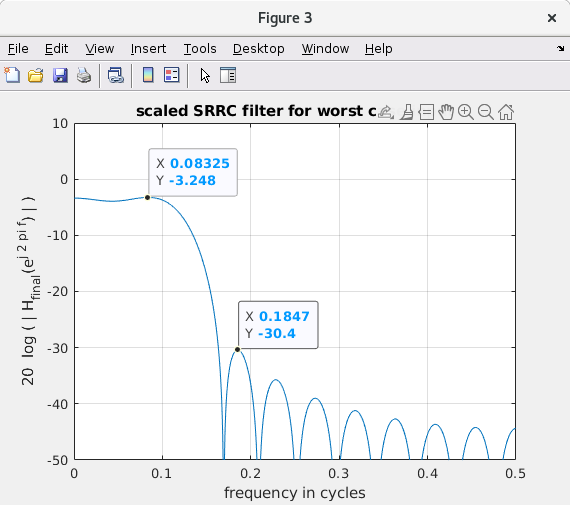 Figure 3
File Edit View Insert Tools Desktop Window Help
scaled SRRC filter for worst c
10
0
-10
-20
-30
-40
-50
X 0.08325
Y -3.248
X 0.1847
Y -30.4
20 log ( | H_final(e^j 2 pi f) | )
0 0.1 0.2 0.3 0.4 0.5
frequency in cycles